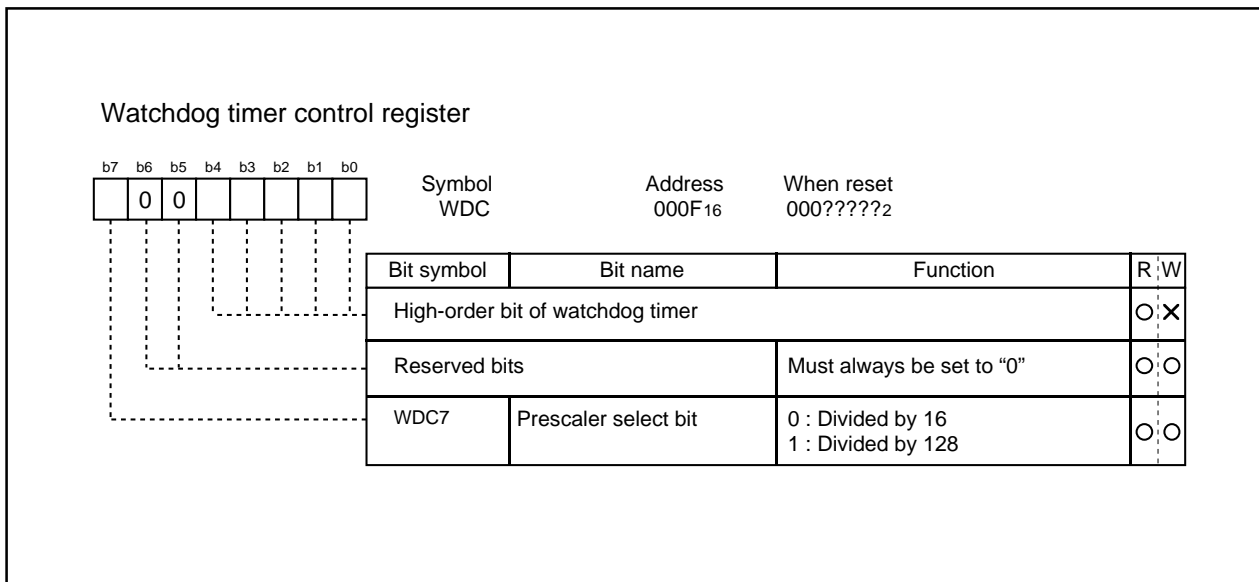 Watchdog timer control register
b7 b6 b5 b4 b3 b2 b1 b0
0 0
Symbol Address When reset
WDC 000F16 000?????2
Bit symbol Bit name Function R W
High-order bit of watchdog timer
Reserved bits Must always be set to “0”
WDC7 Prescaler select bit 0 : Divided by 16
1 : Divided by 128